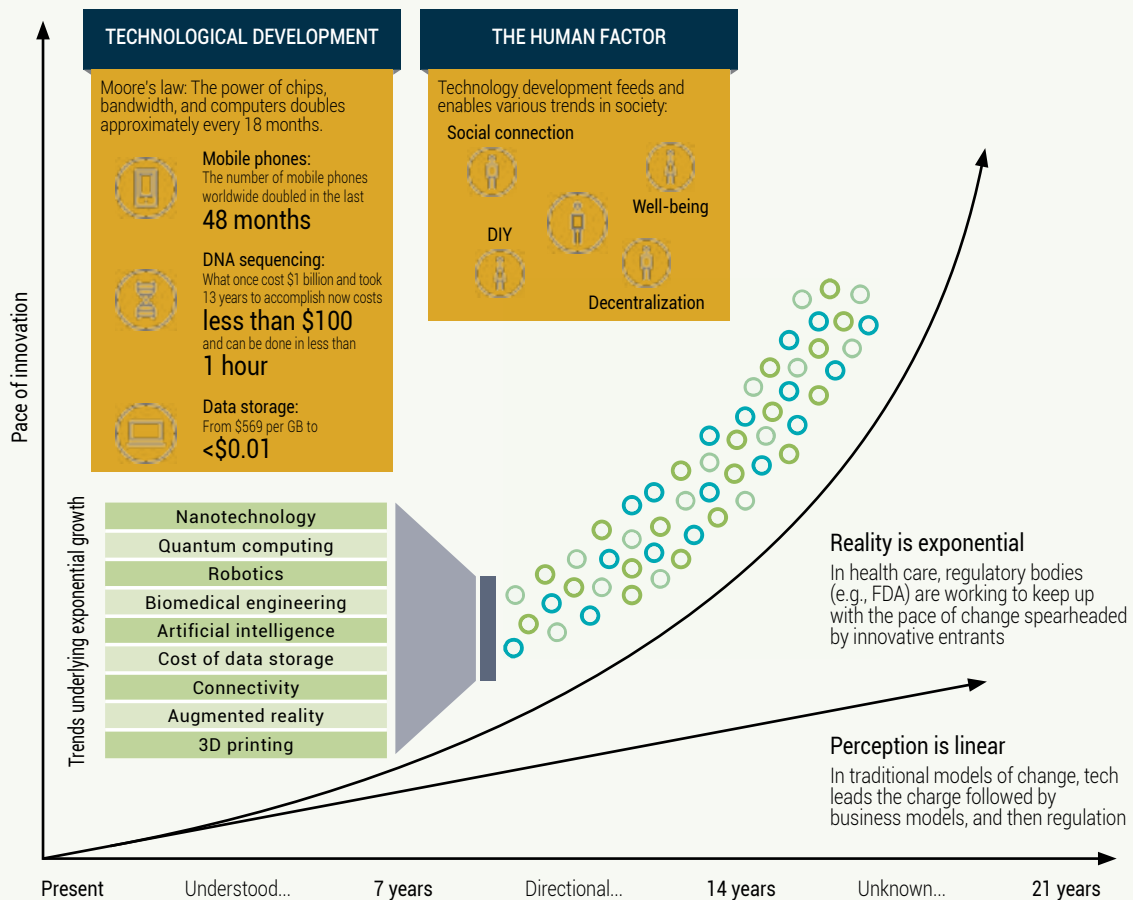 TECHNOLOGICAL DEVELOPMENT
Moore's law: The power of chips,
bandwidth, and computers doubles
approximately every 18 months.
Mobile phones:
The number of mobile phones
worldwide doubled in the last
48 months
DNA sequencing:
What once cost $1 billion and took
13 years to accomplish now costs
less than $100
and can be done in less than
1 hour
Data storage:
From $569 per GB to
<$0.01
THE HUMAN FACTOR
Technology development feeds and
enables various trends in society:
Social connection
Well-being
DIY
Decentralization
Pace of innovation
Trends underlying exponential growth
Nanotechnology
Quantum computing
Robotics
Biomedical engineering
Artificial intelligence
Cost of data storage
Connectivity
Augmented reality
3D printing
Reality is exponential
In health care, regulatory bodies
(e.g., FDA) are working to keep up
with the pace of change spearheaded
by innovative entrants
Perception is linear
In traditional models of change, tech
leads the charge followed by
business models, and then regulation
Present Understood... 7 years Directional... 14 years Unknown... 21 years